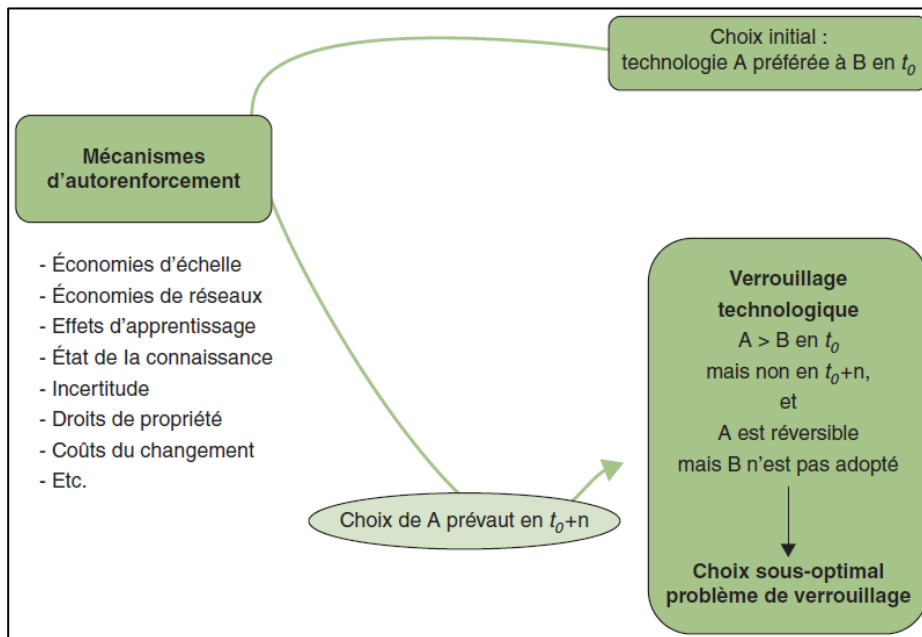 Choix initial :
technologie A préférée à B en t0
Mécanismes
d'autorenforcement
- Économies d'échelle
- Économies de réseaux
- Effets d'apprentissage
- État de la connaissance
- Incertitude
- Droits de propriété
- Coûts du changement
- Etc.
Choix de A prévaut en t0+n
Verrouillage
technologique
A > B en t0
mais non en t0+n,
et
A est réversible
mais B n'est pas adopté
Choix sous-optimal
problème de verrouillage